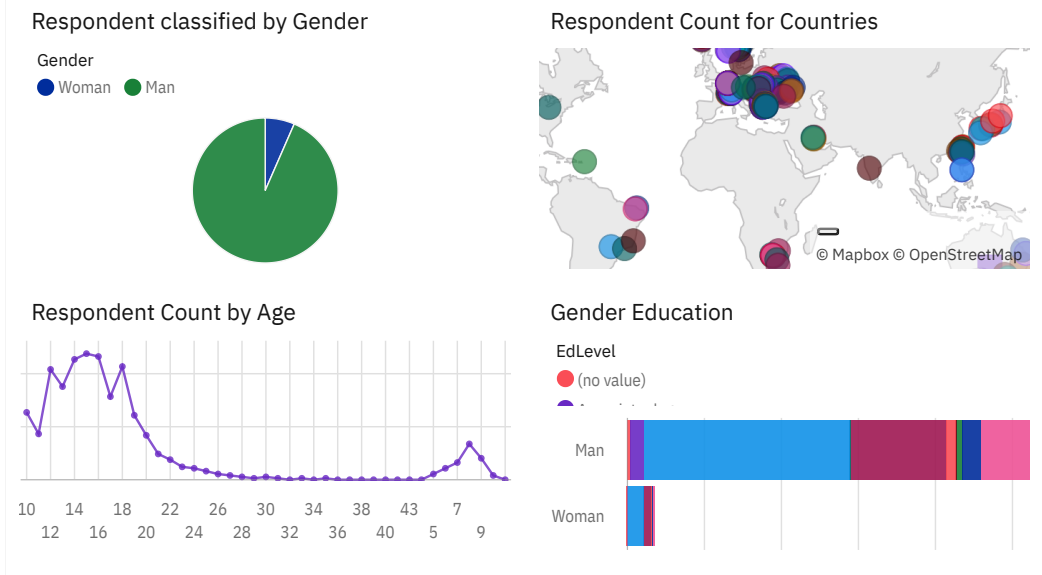 Respondent classified by Gender
Gender
Woman Man
Respondent Count for Countries
© Mapbox © OpenStreetMap
Respondent Count by Age
10 14 18 22 26 30 34 38 43 7
12 16 20 24 28 32 36 40 5 9
Gender Education
EdLevel
(no value)
Man
Woman